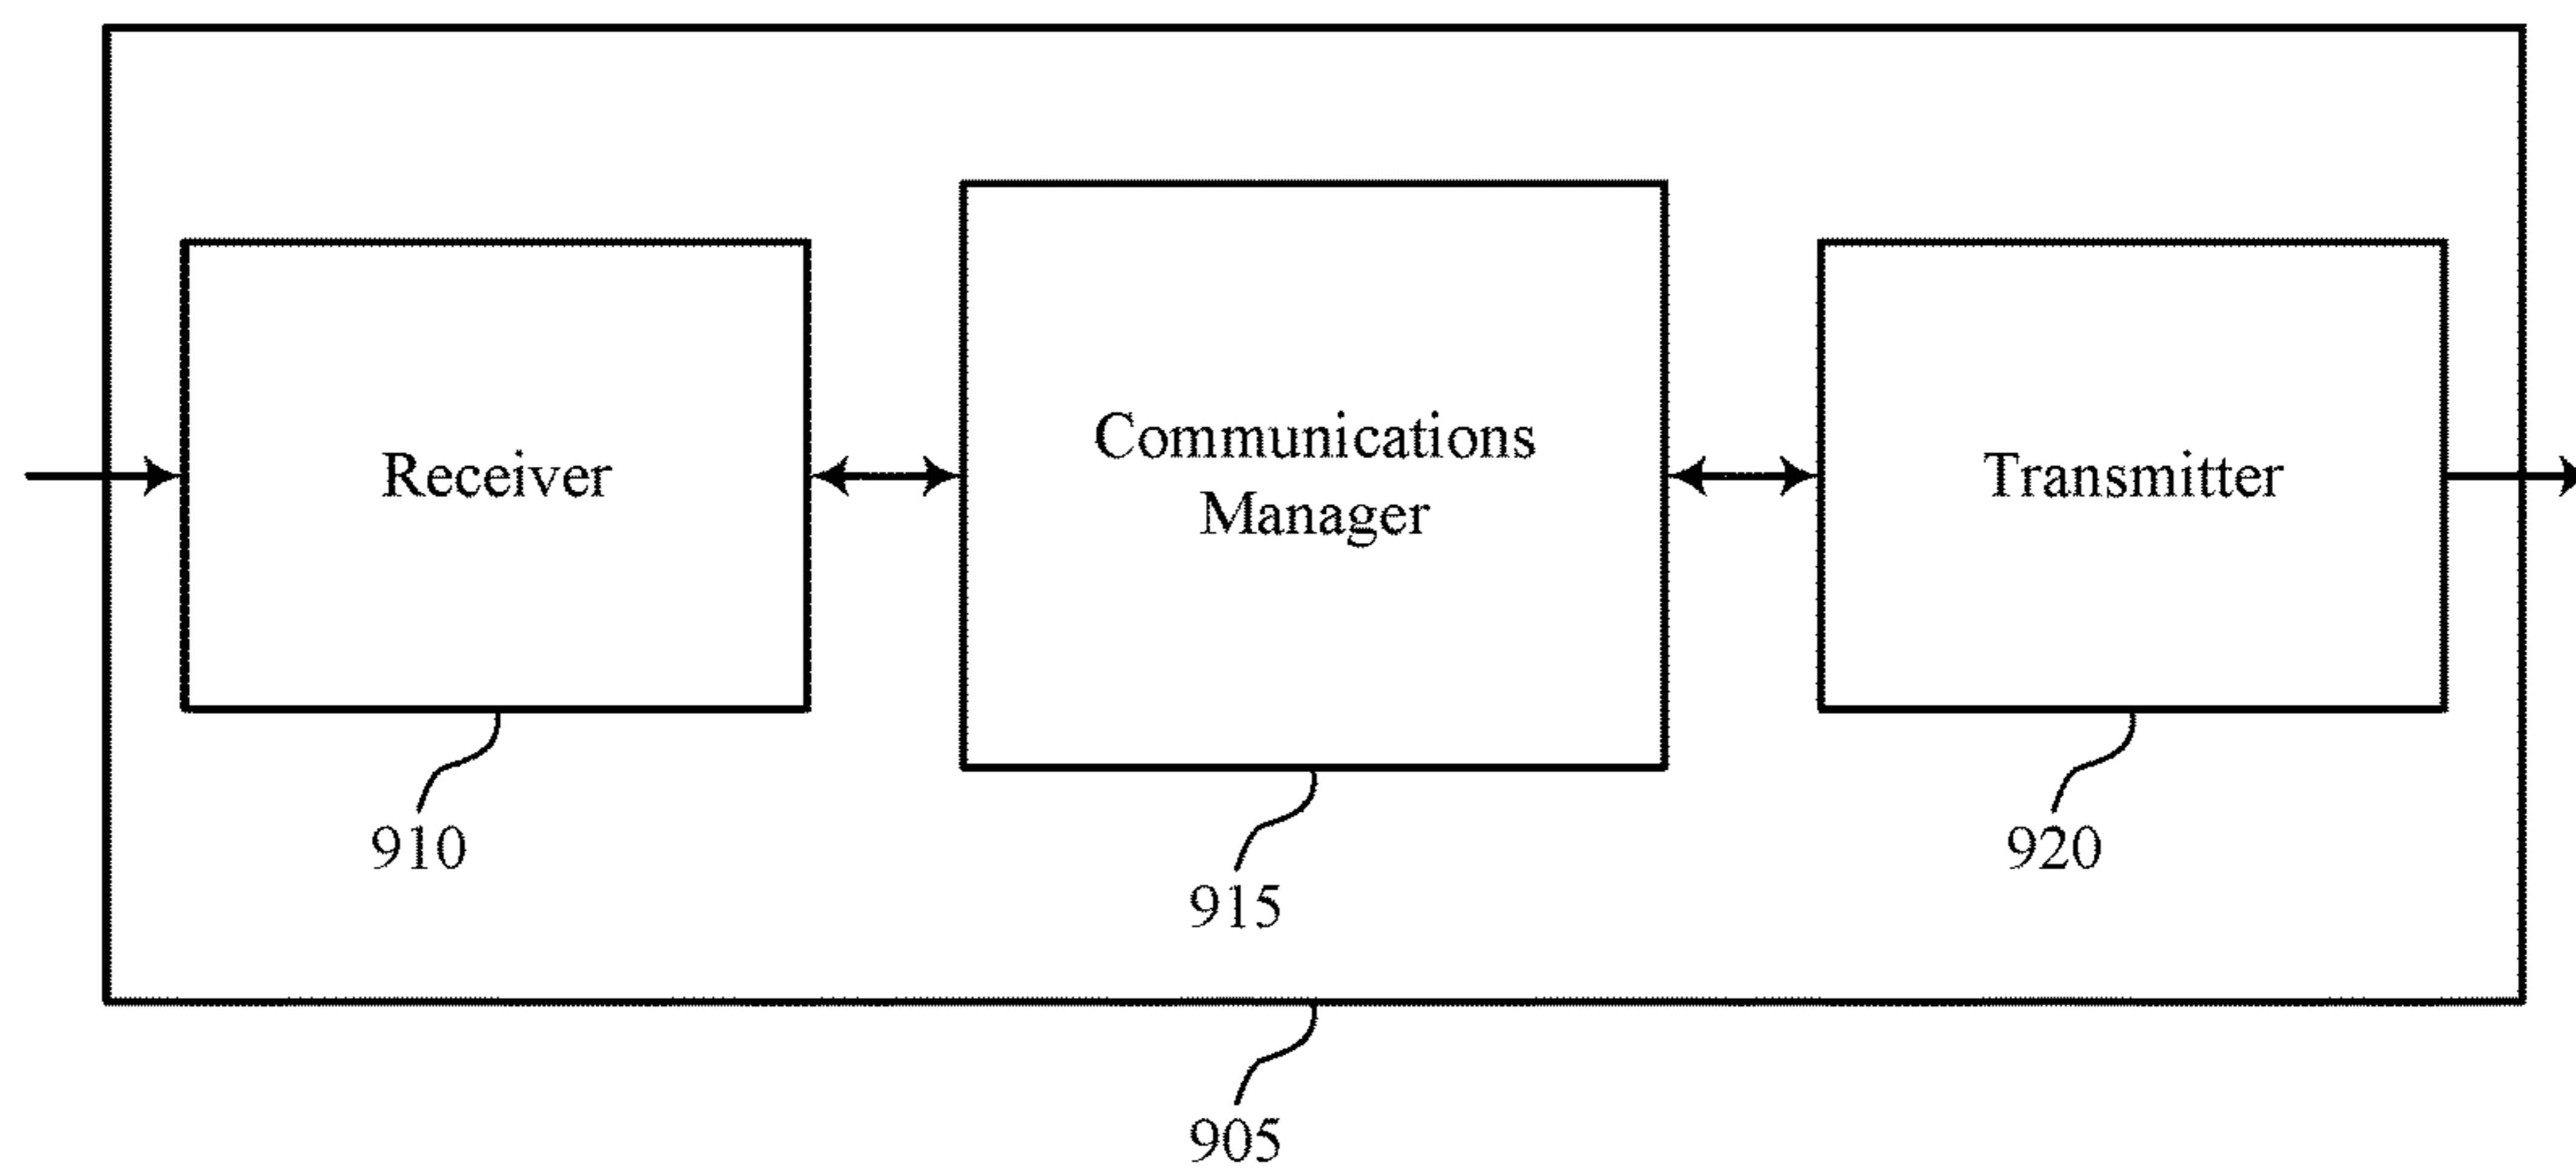 Receiver
Communications
Manager
Transmitter
910
915
920
905